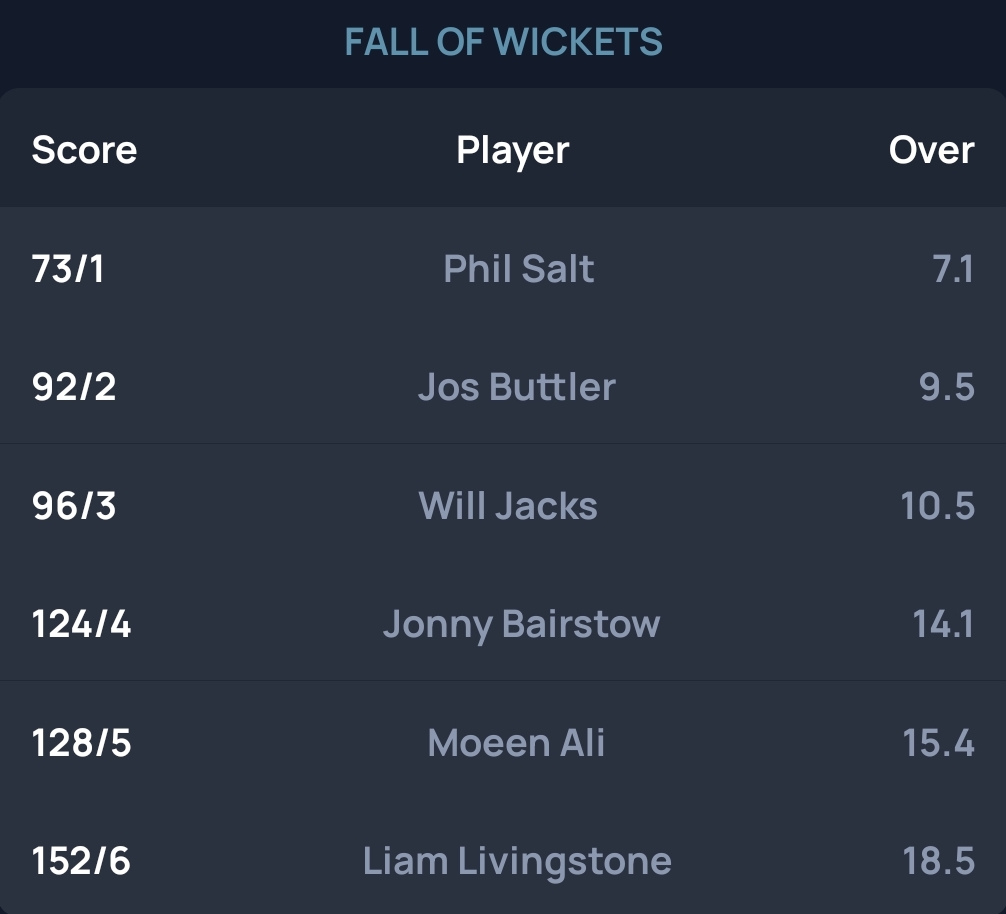 FALL OF WICKETS
Score Player Over
73/1 Phil Salt 7.1
92/2 Jos Buttler 9.5
96/3 Will Jacks 10.5
124/4 Jonny Bairstow 14.1
128/5 Moeen Ali 15.4
152/6 Liam Livingstone 18.5